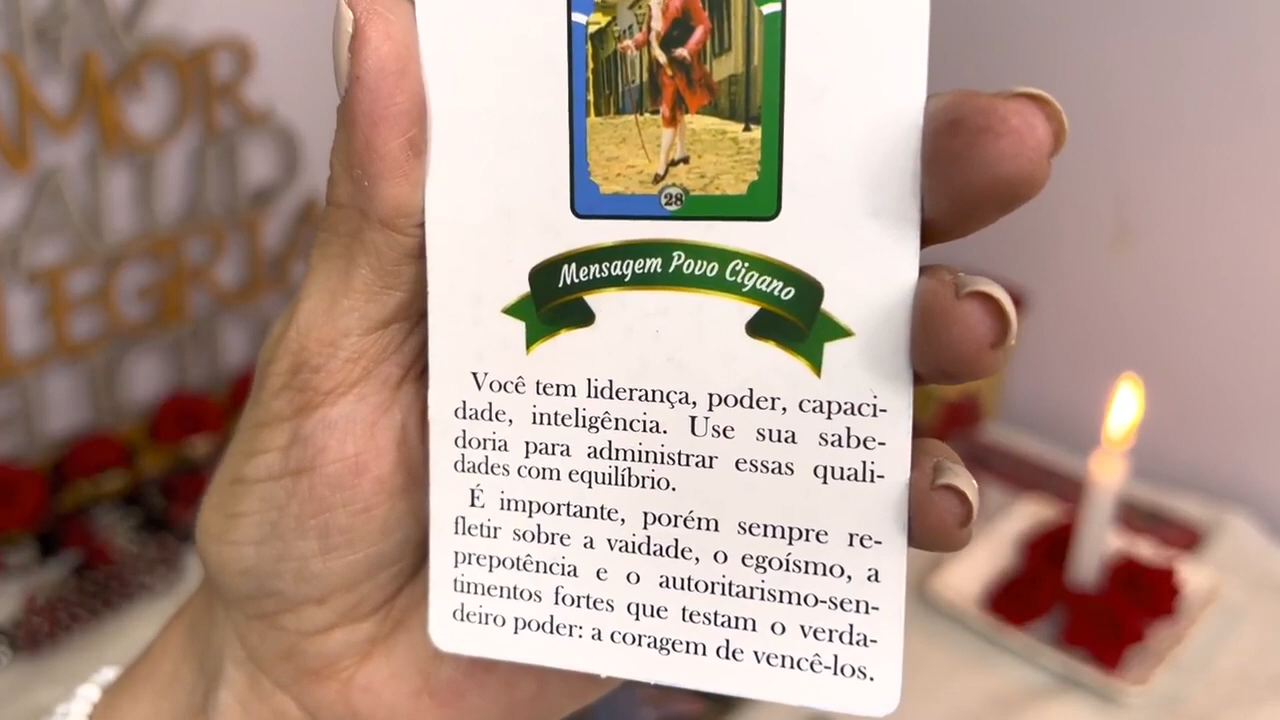 AMOR
ALEGRIA
28
Mensagem Povo Cigano
Você tem liderança, poder, capaci-
dade, inteligência. Use sua sabe-
doria para administrar essas quali-
dades com equilíbrio.
É importante, porém sempre re-
fletir sobre a vaidade, o egoísmo, a
prepotência e o autoritarismo-sen-
timentos fortes que testam o verda-
deiro poder: a coragem de vencê-los.